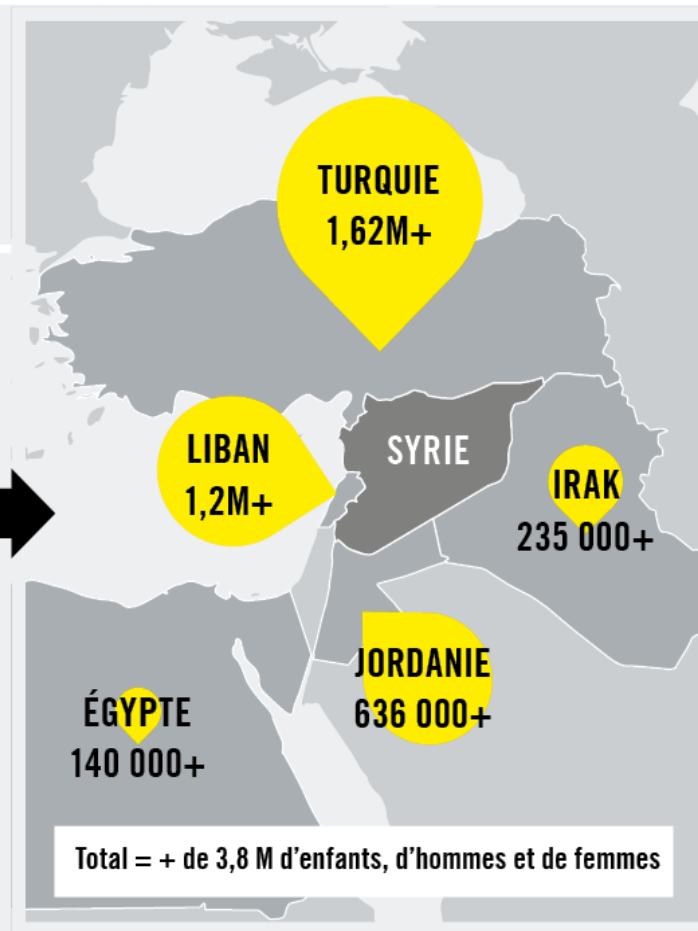 TURQUIE
1,62M+
LIBAN
1,2M+
SYRIE
IRAK
235 000+
JORDANIE
636 000+
ÉGYPTE
140 000+
Total = + de 3,8 M d’enfants, d’hommes et de femmes